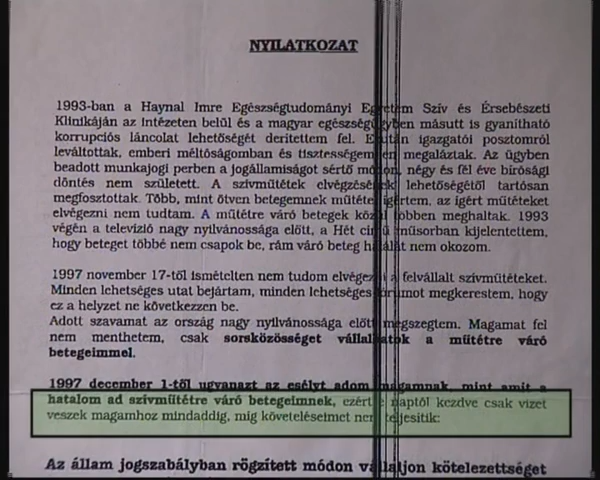 NYILATKOZAT
1993-ban a Haynal Imre Egészségtudományi Egyetem Szív és Érsebészeti
Klinikáján az intézeten belül és a magyar egészségügyben másutt is gyanítható
korrupciós láncolat lehetőségét derítettem fel. Ezután igazgatói posztomról
leváltottak, emberi méltóságomban és tisztességemben megaláztak. Az ügyben
beadott munkajogi perben a jogállamiságot sértő módon, négy és fél éve bírósági
döntés nem született. A szívműtétek elvégzésének lehetőségétől tartósan
megfosztottak. Több, mint ötven betegemnek műtétet ígértem, az ígért műtéteket
elvégezni nem tudtam. A műtétre váró betegek közül többen meghaltak. 1993
végén a televízió nagy nyilvánossága előtt, a Hét című műsorban kijelentettem,
hogy beteget többé nem csapok be, rám váró beteg halálát nem okozom.
1997 november 17-től ismételten nem tudom elvégezni a felvállalt szívműtéteket.
Minden lehetséges utat bejártam, minden lehetséges fórumot megkerestem, hogy
ez a helyzet ne következzen be.
Adott szavamat az ország nagy nyilvánossága előtt megszegtem. Magamat fel
nem menthetem, csak sorsközösséget vállalhatok a műtétre váró
betegeimmel.
1997 december 1-től ugyanazt az esélyt adom magamnak, mint amit a
hatalom ad szívműtétre váró betegeimnek, ezért e naptól kezdve csak vizet
veszek magamhoz mindaddig, míg követeléseimet nem teljesítik:
Az állam jogszabályban rögzített módon vállaljon kötelezettséget